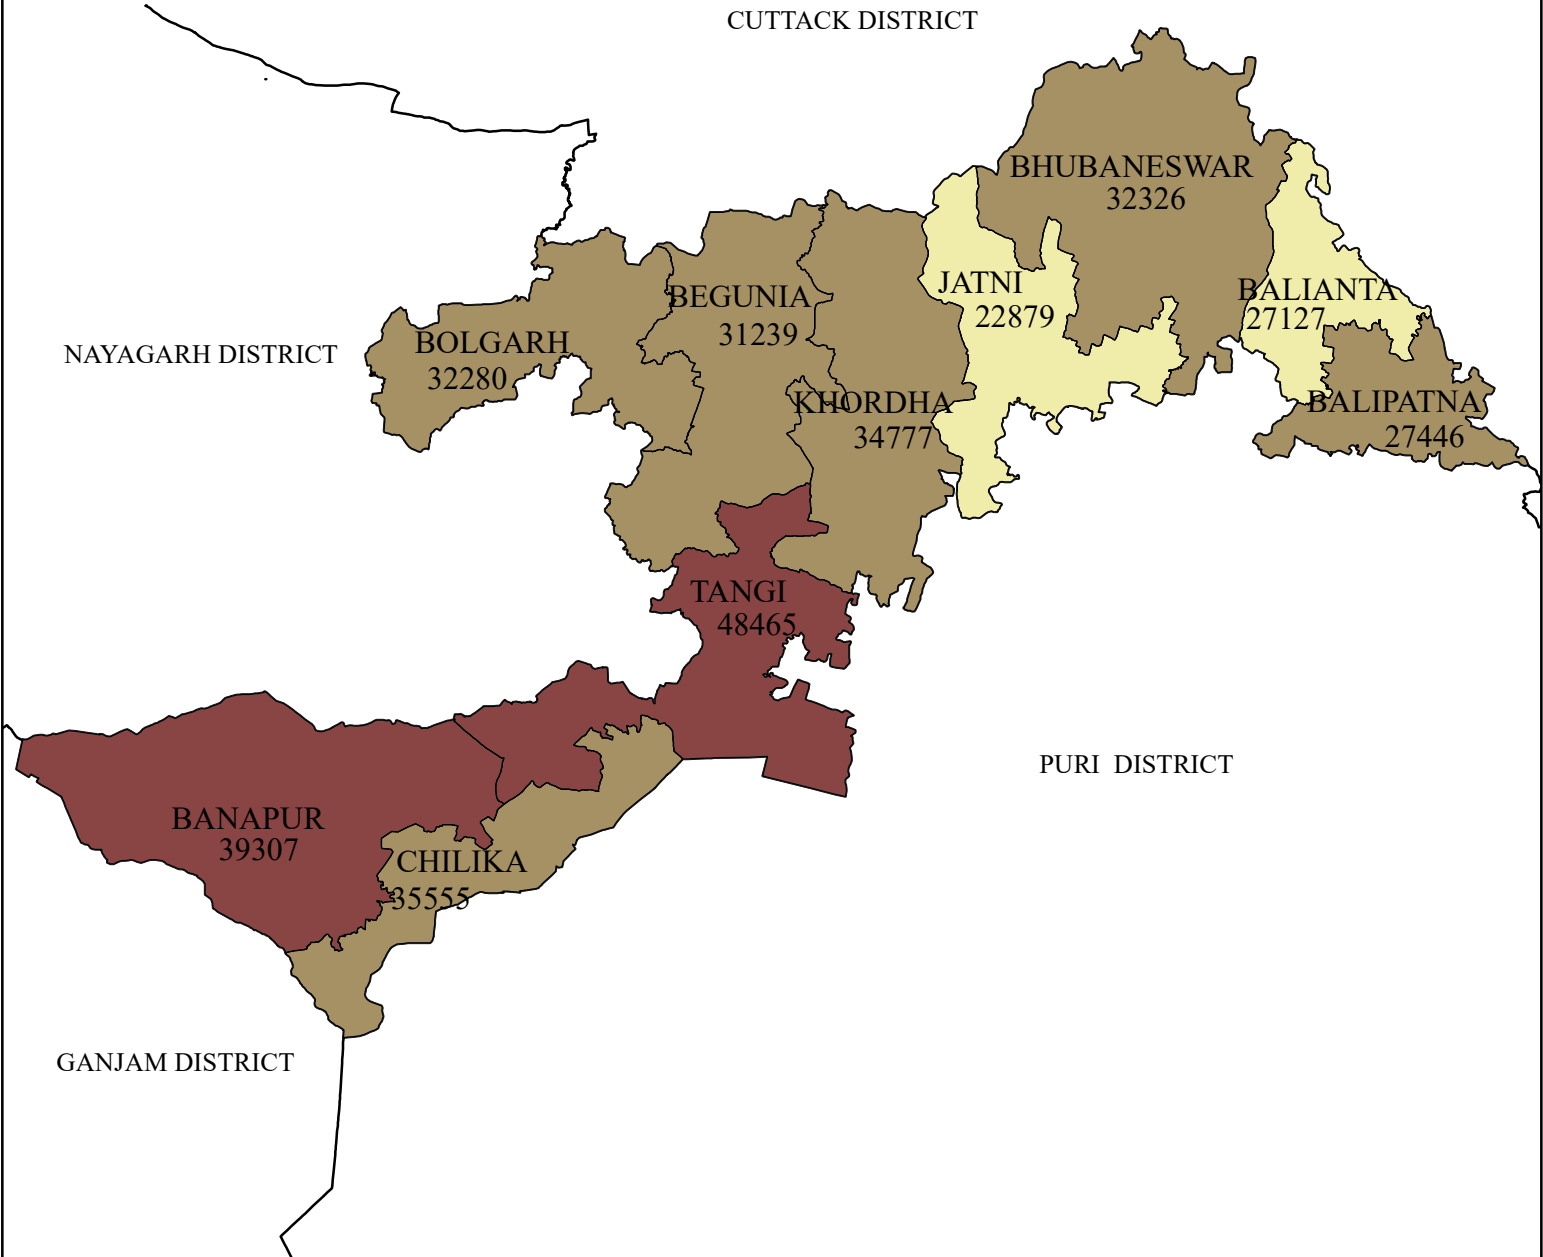 CUTTACK DISTRICT
BHUBANESWAR
32326
JATNI
22879
BALIANTA
27127
BEGUNIA
31239
BOLGARH
32280
NAYAGARH DISTRICT
KHORDHA
34777
BALIPATNA
27446
TANGI
48465
PURI DISTRICT
BANAPUR
39307
CHILIKA
35555
GANJAM DISTRICT